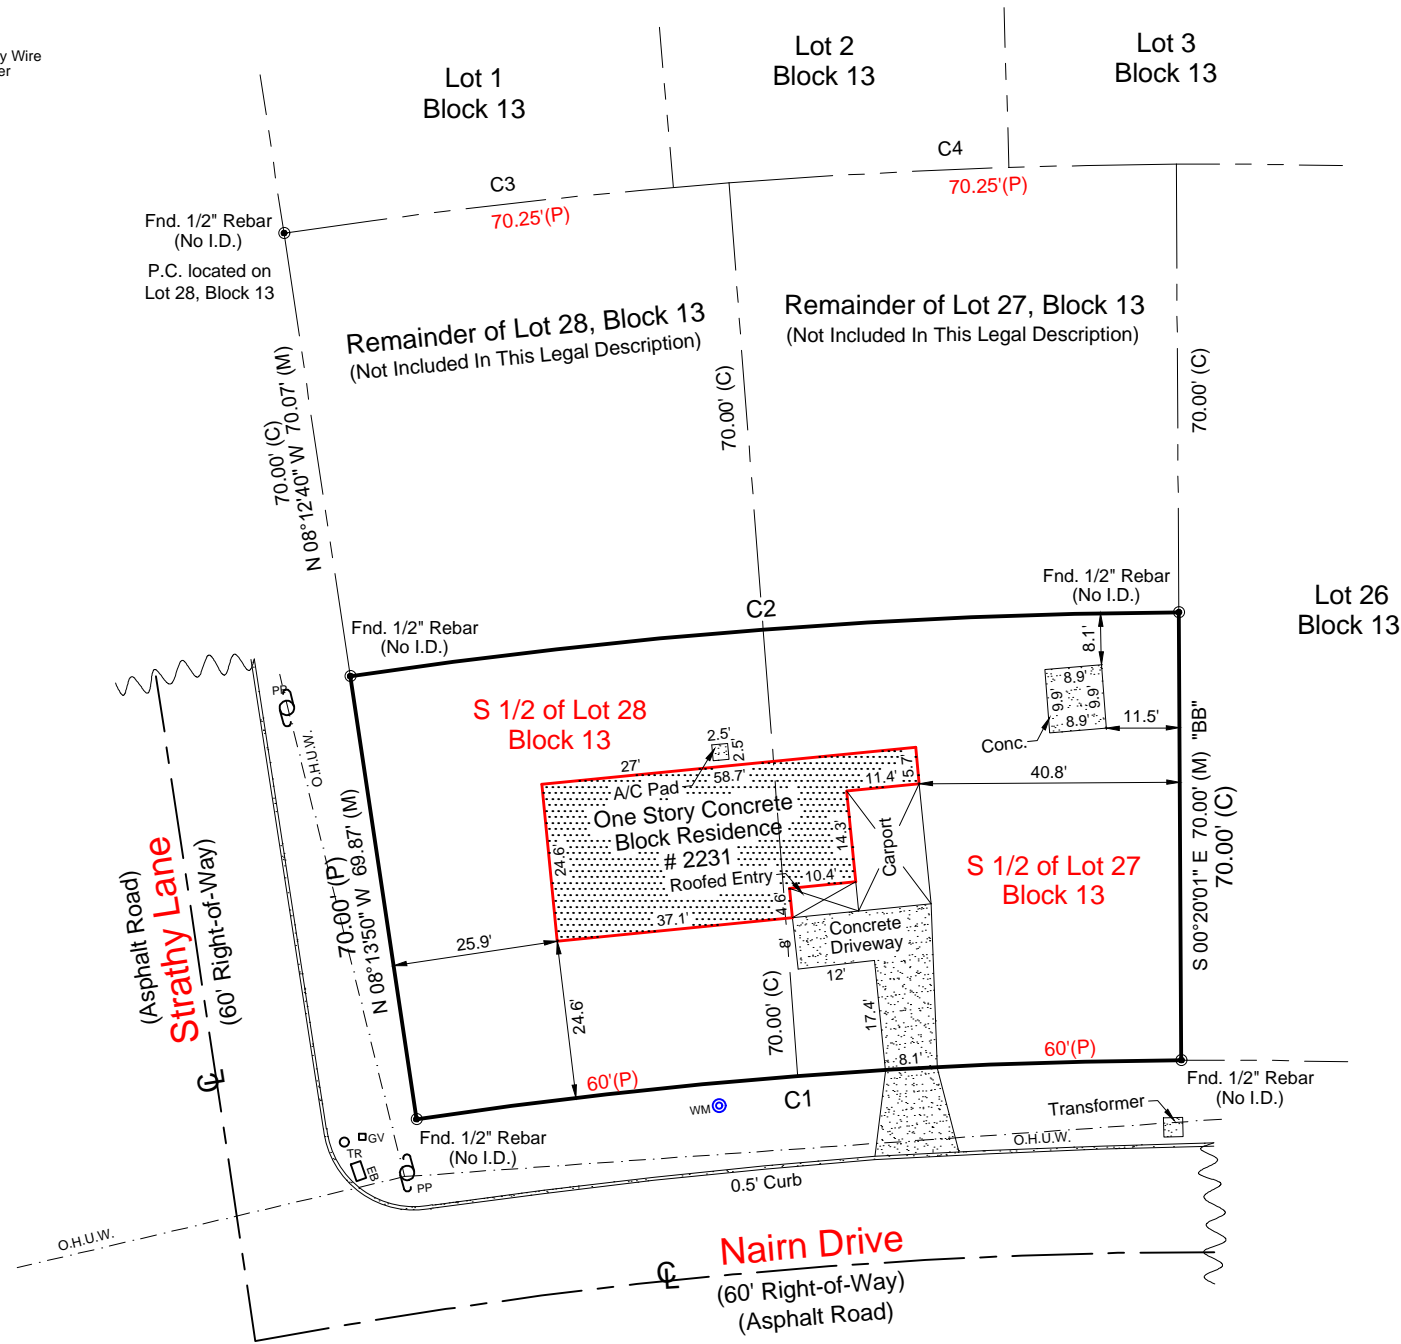 y Wire
er
Lot 1
Block 13
Lot 2
Block 13
Lot 3
Block 13
C3
70.25'(P)
C4
70.25'(P)
Fnd. 1/2" Rebar
(No I.D.)
P.C. located on
Lot 28, Block 13
Remainder of Lot 28, Block 13
(Not Included In This Legal Description)
Remainder of Lot 27, Block 13
(Not Included In This Legal Description)
70.00' (C)
N 08°12'40" W 70.07' (M)
70.00' (C)
70.00' (C)
Fnd. 1/2" Rebar
(No I.D.)
Lot 26
Block 13
C2
Fnd. 1/2" Rebar
(No I.D.)
8.1'
8.9'
9.9'
9.9'
8.9'
11.5'
Conc.
PP
O.H.U.W.
S 1/2 of Lot 28
Block 13
2.5'
2.5'
27'
58.7'
A/C Pad
5.7'
11.4'
40.8'
One Story Concrete
Block Residence
# 2231
Roofed Entry
14.3'
Carport
24.6'
10.4'
4.6'
37.1'
S 1/2 of Lot 27
Block 13
S 00°20'01" E 70.00' (M) "BB"
70.00' (C)
(Asphalt Road)
Strathy Lane
(60' Right-of-Way)
70.00' (P)
N 08°13'50" W 69.87' (M)
25.9'
24.6'
Concrete
Driveway
8'
12'
17.4'
70.00' (C)
8.1'
60'(P)
60'(P)
C1
WM
Fnd. 1/2" Rebar
(No I.D.)
Fnd. 1/2" Rebar
(No I.D.)
Transformer
O.H.U.W.
GV
TR
EB
PP
0.5' Curb
O.H.U.W.
CL
CL
Nairn Drive
(60' Right-of-Way)
(Asphalt Road)